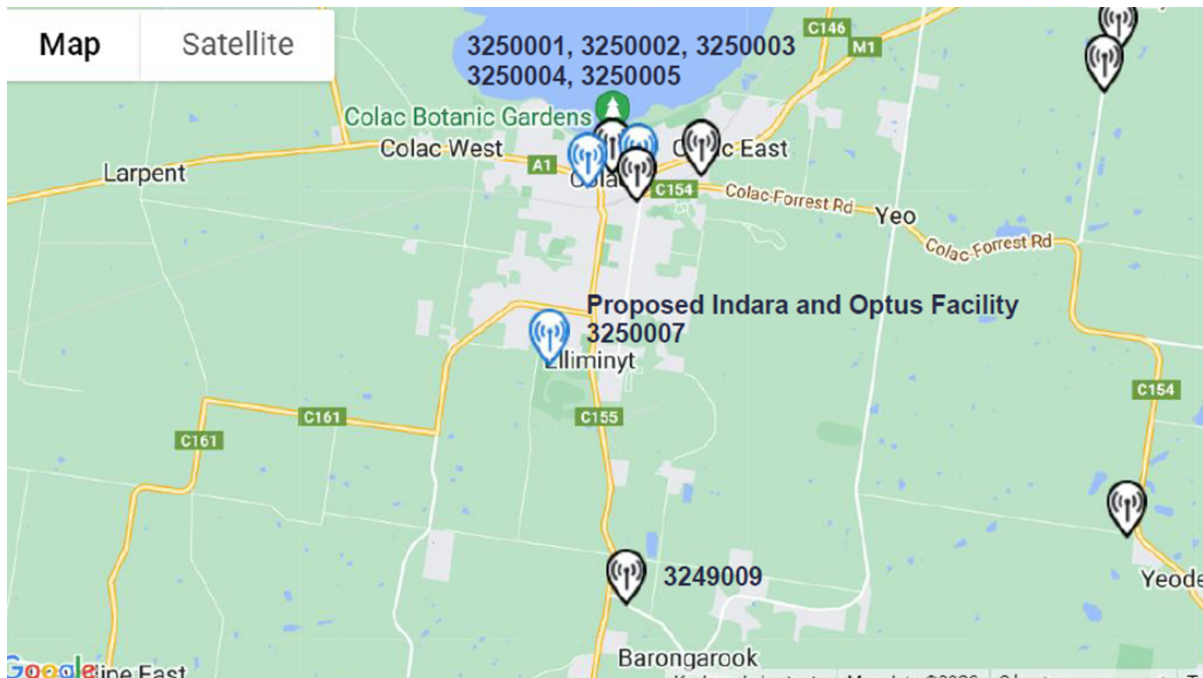 Map
Satellite
3250001, 3250002, 3250003
3250004, 3250005
C146
M1
Colac Botanic Gardens
Colac West
A1
East
Larpent
C154
Colac-Forrest Rd
Yeo
Colac-Forrest Rd
Proposed Indara and Optus Facility
3250007
Elliminyt
C154
C161
C155
C161
3249009
Yeode
Barongarook
Google
East